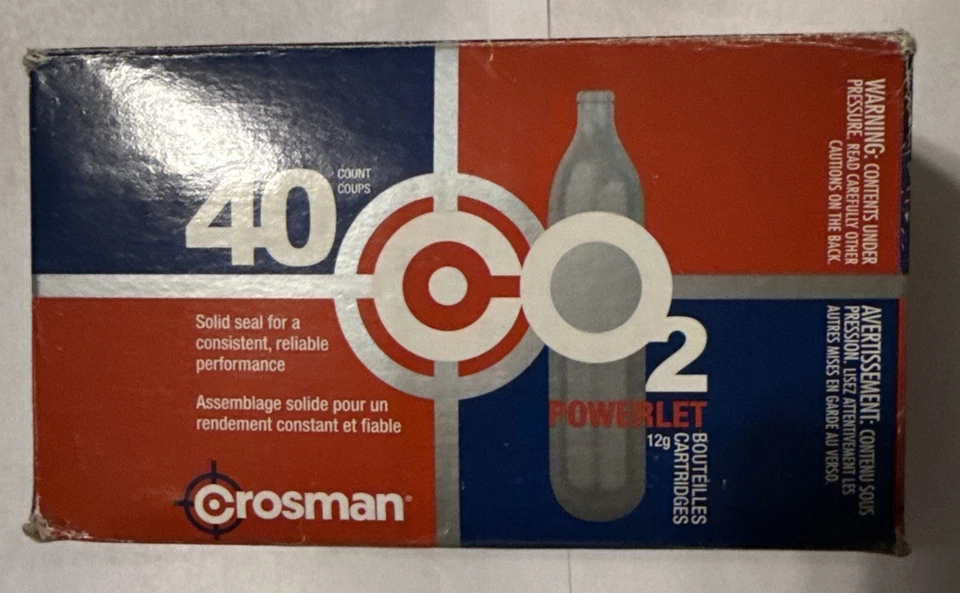 40
COUNT
COUPS
CO2
POWERLET
12g
BOUTEILLES
CARTRIDGES
Solid seal for a
consistent, reliable
performance
Assemblage solide pour un
rendement constant et fiable
Crosman®
WARNING: CONTENTS UNDER
PRESSURE. READ CAREFULLY OTHER
CAUTIONS ON THE BACK.
AVERTISSEMENT: CONTENU SOUS
PRESSION. LISEZ ATTENTIVEMENT LES
AUTRES MISES EN GARDE AU VERSO.